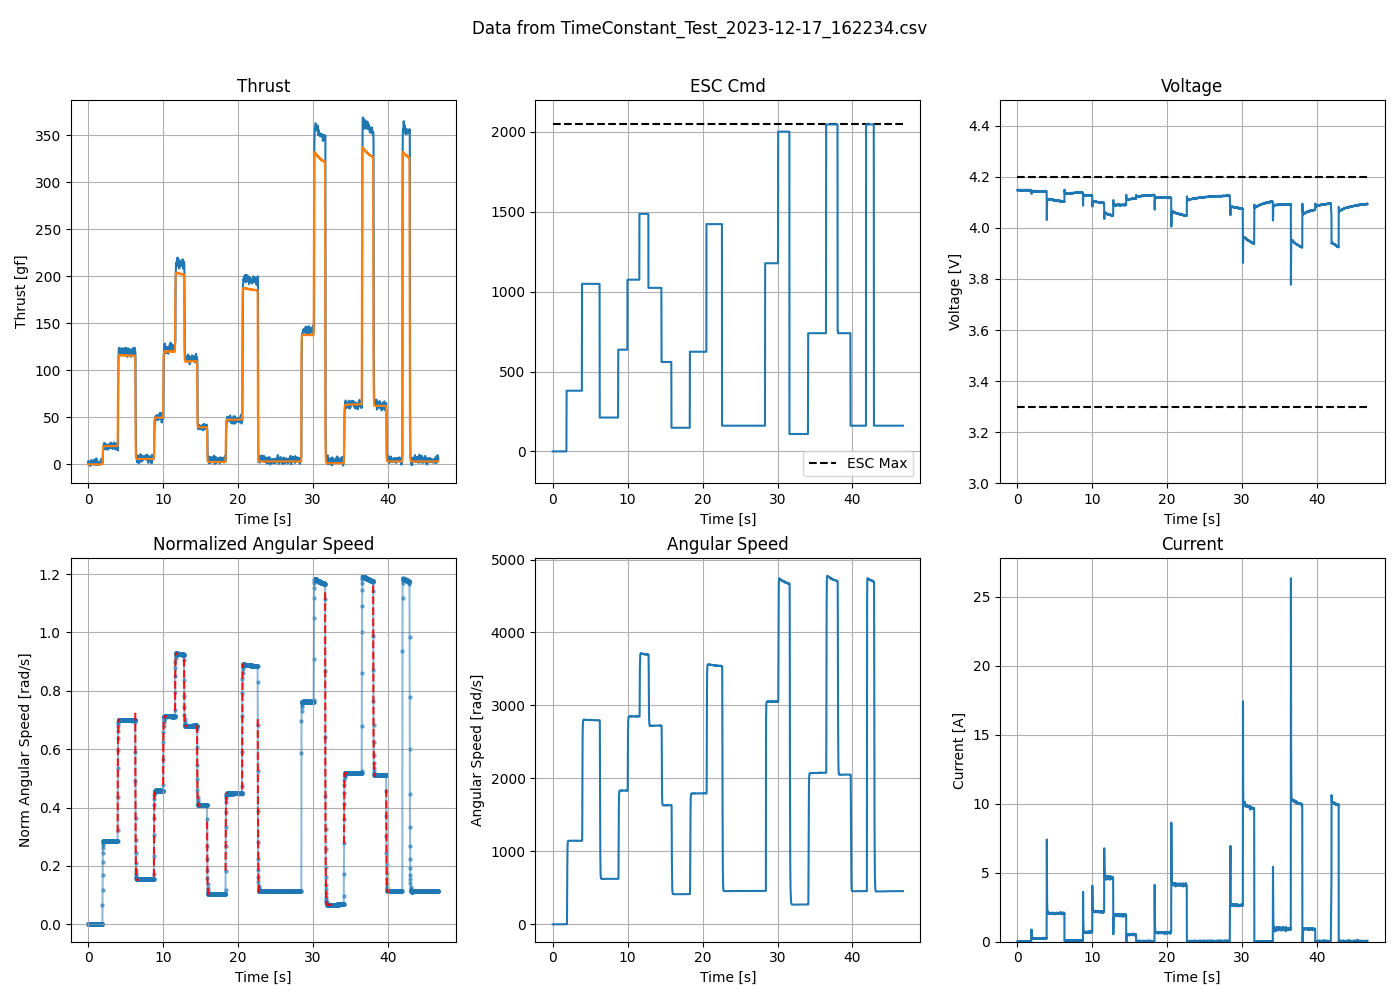 Data from TimeConstant_Test_2023-12-17_162234.csv
Thrust
Thrust [gf]
350
300
250
200
150
100
50
0
0 10 20 30 40
Time [s]
ESC Cmd
2000
1500
1000
500
0
ESC Max
0 10 20 30 40
Time [s]
Voltage
Voltage [V]
4.4
4.2
4.0
3.8
3.6
3.4
3.2
3.0
0 10 20 30 40
Time [s]
Normalized Angular Speed
Norm Angular Speed [rad/s]
1.2
1.0
0.8
0.6
0.4
0.2
0.0
0 10 20 30 40
Time [s]
Angular Speed
Angular Speed [rad/s]
5000
4000
3000
2000
1000
0
0 10 20 30 40
Time [s]
Current
Current [A]
25
20
15
10
5
0
0 10 20 30 40
Time [s]